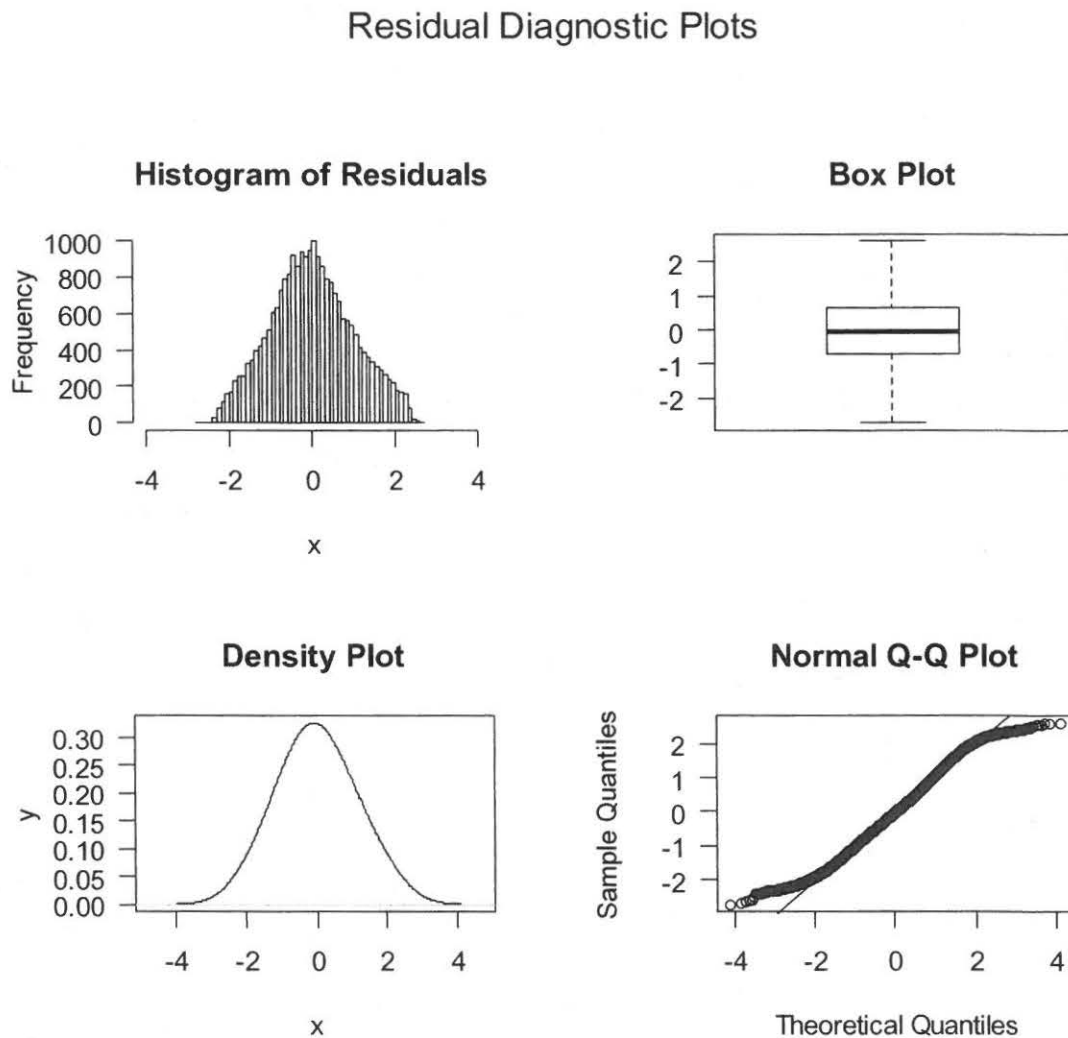 Residual Diagnostic Plots
Histogram of Residuals
Frequency
1000
800
600
400
200
0
-4 -2 0 2 4
x
Box Plot
2
1
0
-1
-2
Density Plot
y
0.30
0.25
0.20
0.15
0.10
0.05
0.00
-4 -2 0 2 4
x
Normal Q-Q Plot
Sample Quantiles
2
1
0
-1
-2
-4 -2 0 2 4
Theoretical Quantiles